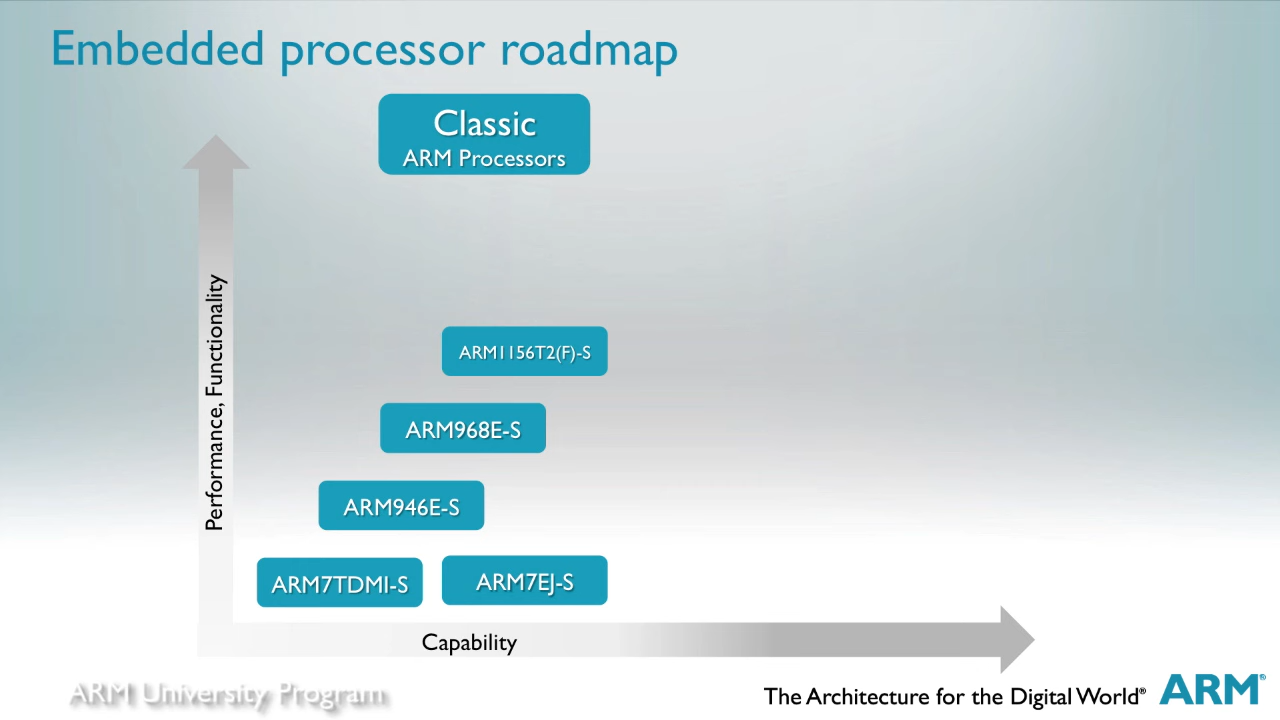 Embedded processor roadmap
Classic
ARM Processors
Performance, Functionality
ARM1156T2(F)-S
ARM968E-S
ARM946E-S
ARM7TDMI-S
ARM7EJ-S
Capability
ARM University Program
The Architecture for the Digital World®
ARM®